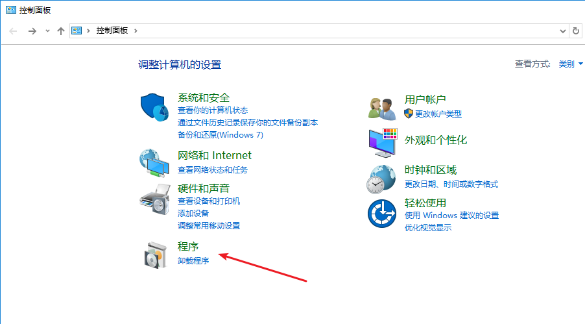 控制面板
控制面板
调整计算机的设置
查看方式: 类别
系统和安全
查看你的计算机状态
通过文件历史记录保存你的文件备份副本
备份和还原(Windows 7)
网络和 Internet
查看网络状态和任务
硬件和声音
查看设备和打印机
添加设备
调整常用移动设置
程序
卸载程序
用户帐户
更改帐户类型
外观和个性化
时钟和区域
更改日期、时间或数字格式
轻松使用
使用 Windows 建议的设置
优化视觉显示